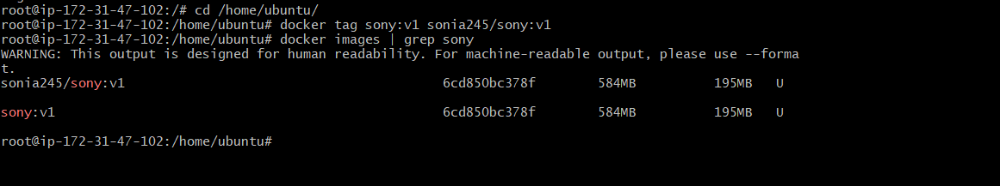 root@ip-172-31-47-102:/# cd /home/ubuntu/
root@ip-172-31-47-102:/home/ubuntu# docker tag sony:v1 sonia245/sony:v1
root@ip-172-31-47-102:/home/ubuntu# docker images | grep sony
WARNING: This output is designed for human readability. For machine-readable output, please use --forma
t.
sonia245/sony:v1 6cd850bc378f 584MB 195MB U
sony:v1 6cd850bc378f 584MB 195MB U
root@ip-172-31-47-102:/home/ubuntu#